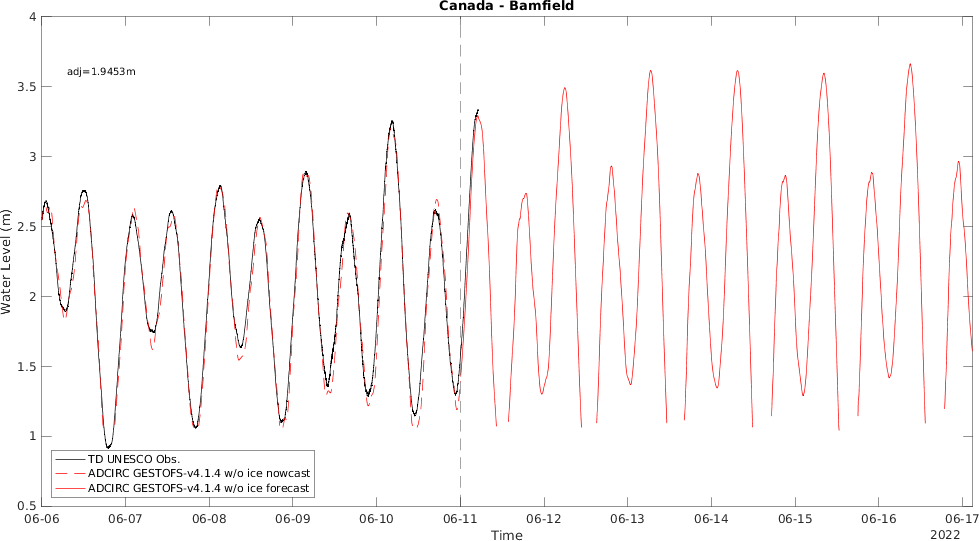 Canada - Bamfield
adj=1.9453m
Water Level (m)
4
3.5
3
2.5
2
1.5
1
0.5
TD UNESCO Obs.
ADCIRC GESTOFS-v4.1.4 w/o ice nowcast
ADCIRC GESTOFS-v4.1.4 w/o ice forecast
06-06 06-07 06-08 06-09 06-10 06-11 06-12 06-13 06-14 06-15 06-16 06-17
Time
2022